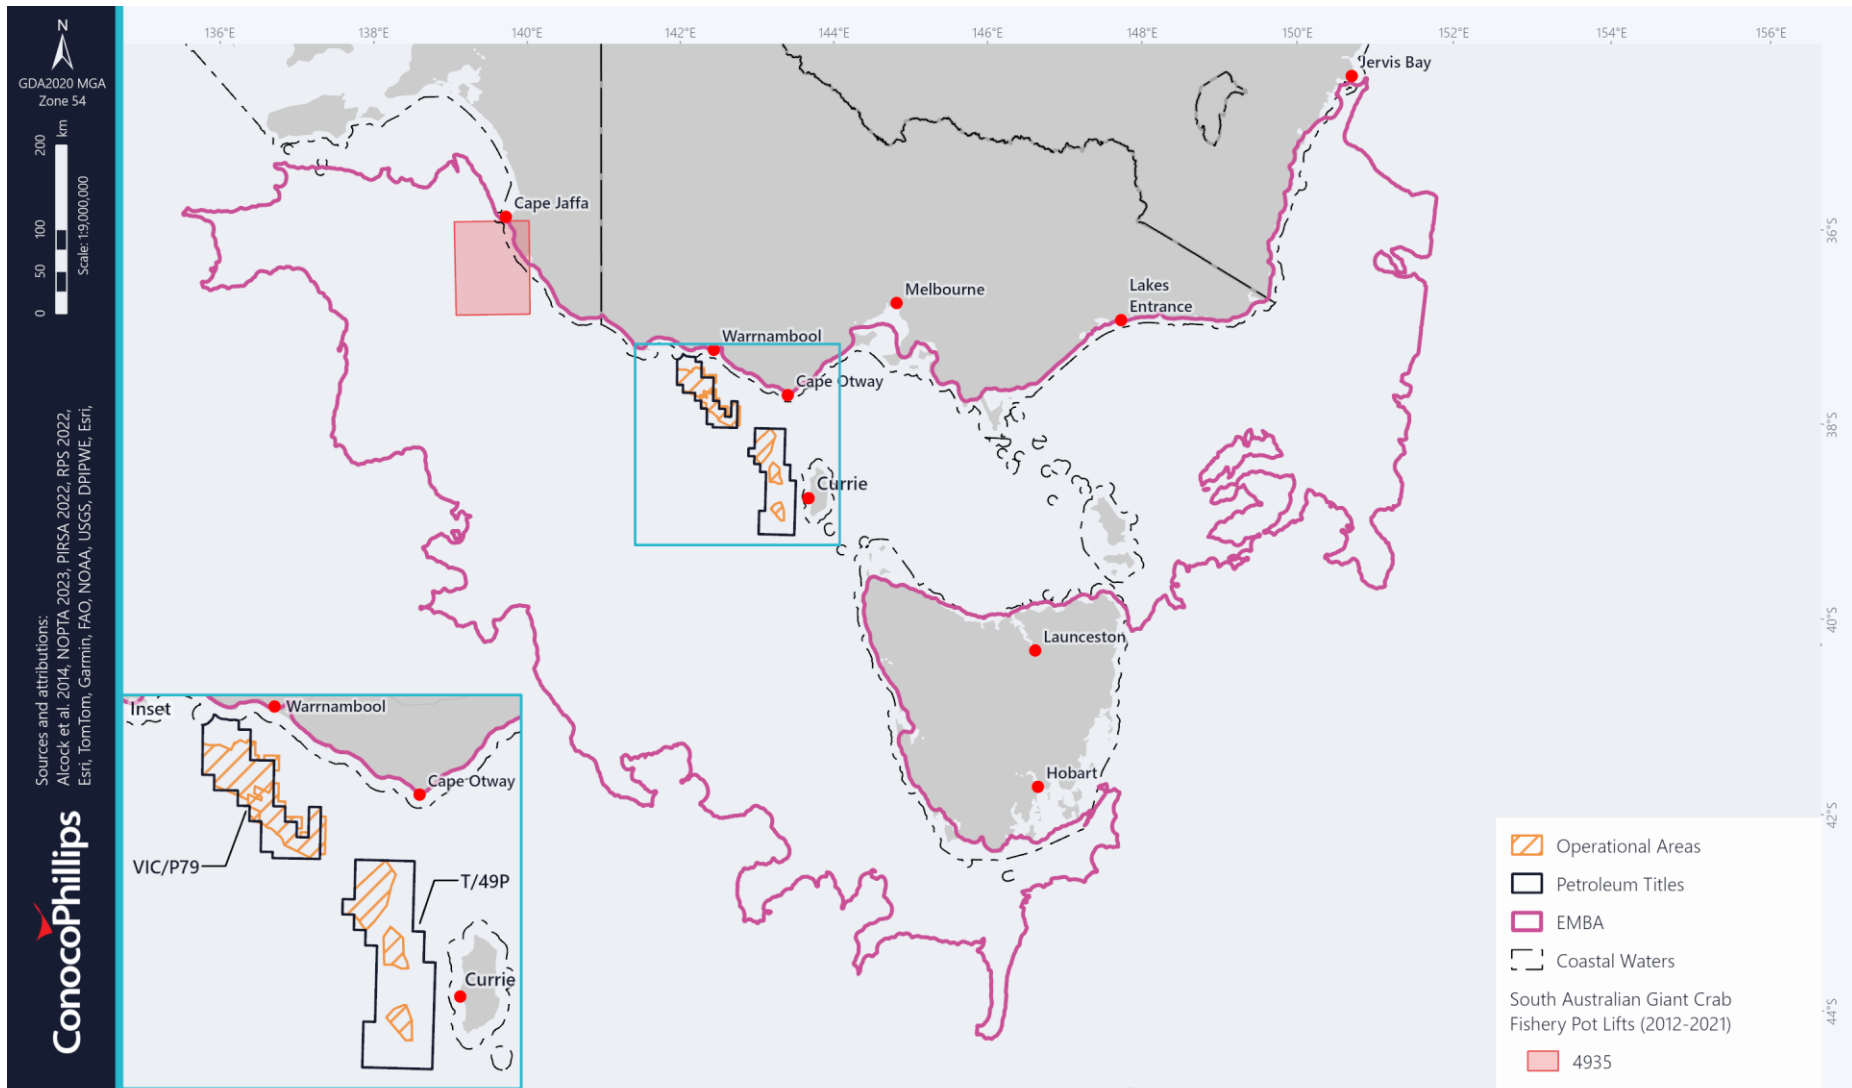 N
GDA2020 MGA
Zone 54
0 50 100 200 km
Scale: 1:9,000,000
Sources and attributions:
Alcock et al. 2014, NOPTA 2023, PIRSA 2022, RPS 2022,
Esri, TomTom, Garmin, FAO, NOAA, USGS, DPIPWE, Esri,
ConocoPhillips
136°E 138°E 140°E 142°E 144°E 146°E 148°E 150°E 152°E 154°E 156°E
36°S
38°S
40°S
42°S
44°S
Jervis Bay
Cape Jaffa
Melbourne
Lakes
Entrance
Warrnambool
Cape Otway
Currie
Launceston
Hobart
Inset
Warrnambool
Cape Otway
VIC/P79
T/49P
Currie
Operational Areas
Petroleum Titles
EMBA
Coastal Waters
South Australian Giant Crab
Fishery Pot Lifts (2012-2021)
4935